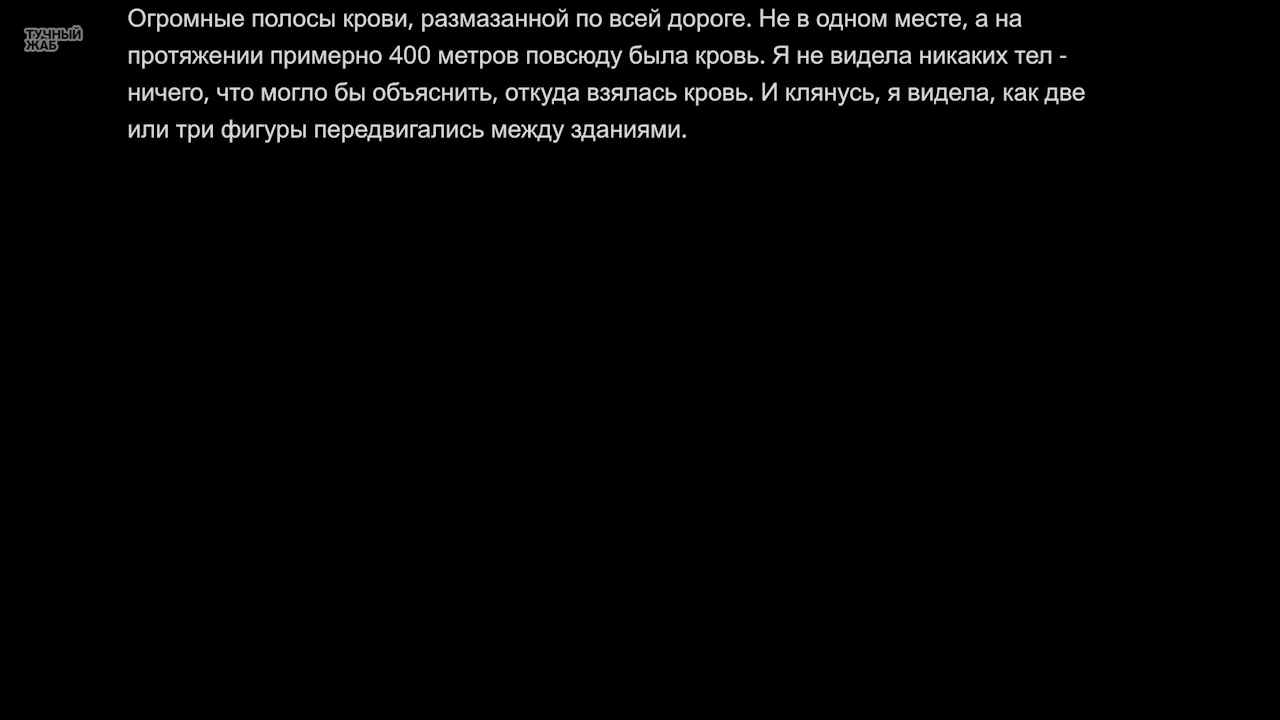 ТУЧНЫЙ
ЖАБ
Огромные полосы крови, размазанной по всей дороге. Не в одном месте, а на
протяжении примерно 400 метров повсюду была кровь. Я не видела никаких тел -
ничего, что могло бы объяснить, откуда взялась кровь. И клянусь, я видела, как две
или три фигуры передвигались между зданиями.